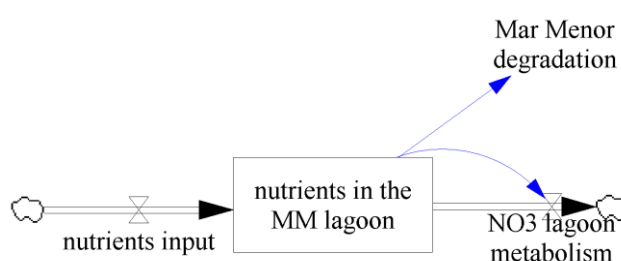 Mar Menor
degradation
nutrients in the
MM lagoon
nutrients input
NO3 lagoon
metabolism